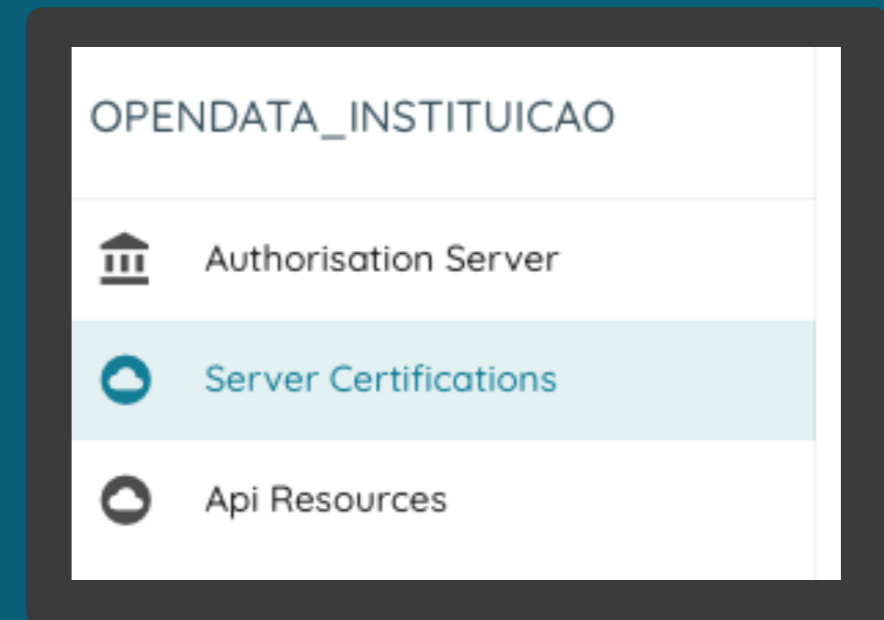 OPENDATA_INSTITUICAO
Authorisation Server
Server Certifications
Api Resources